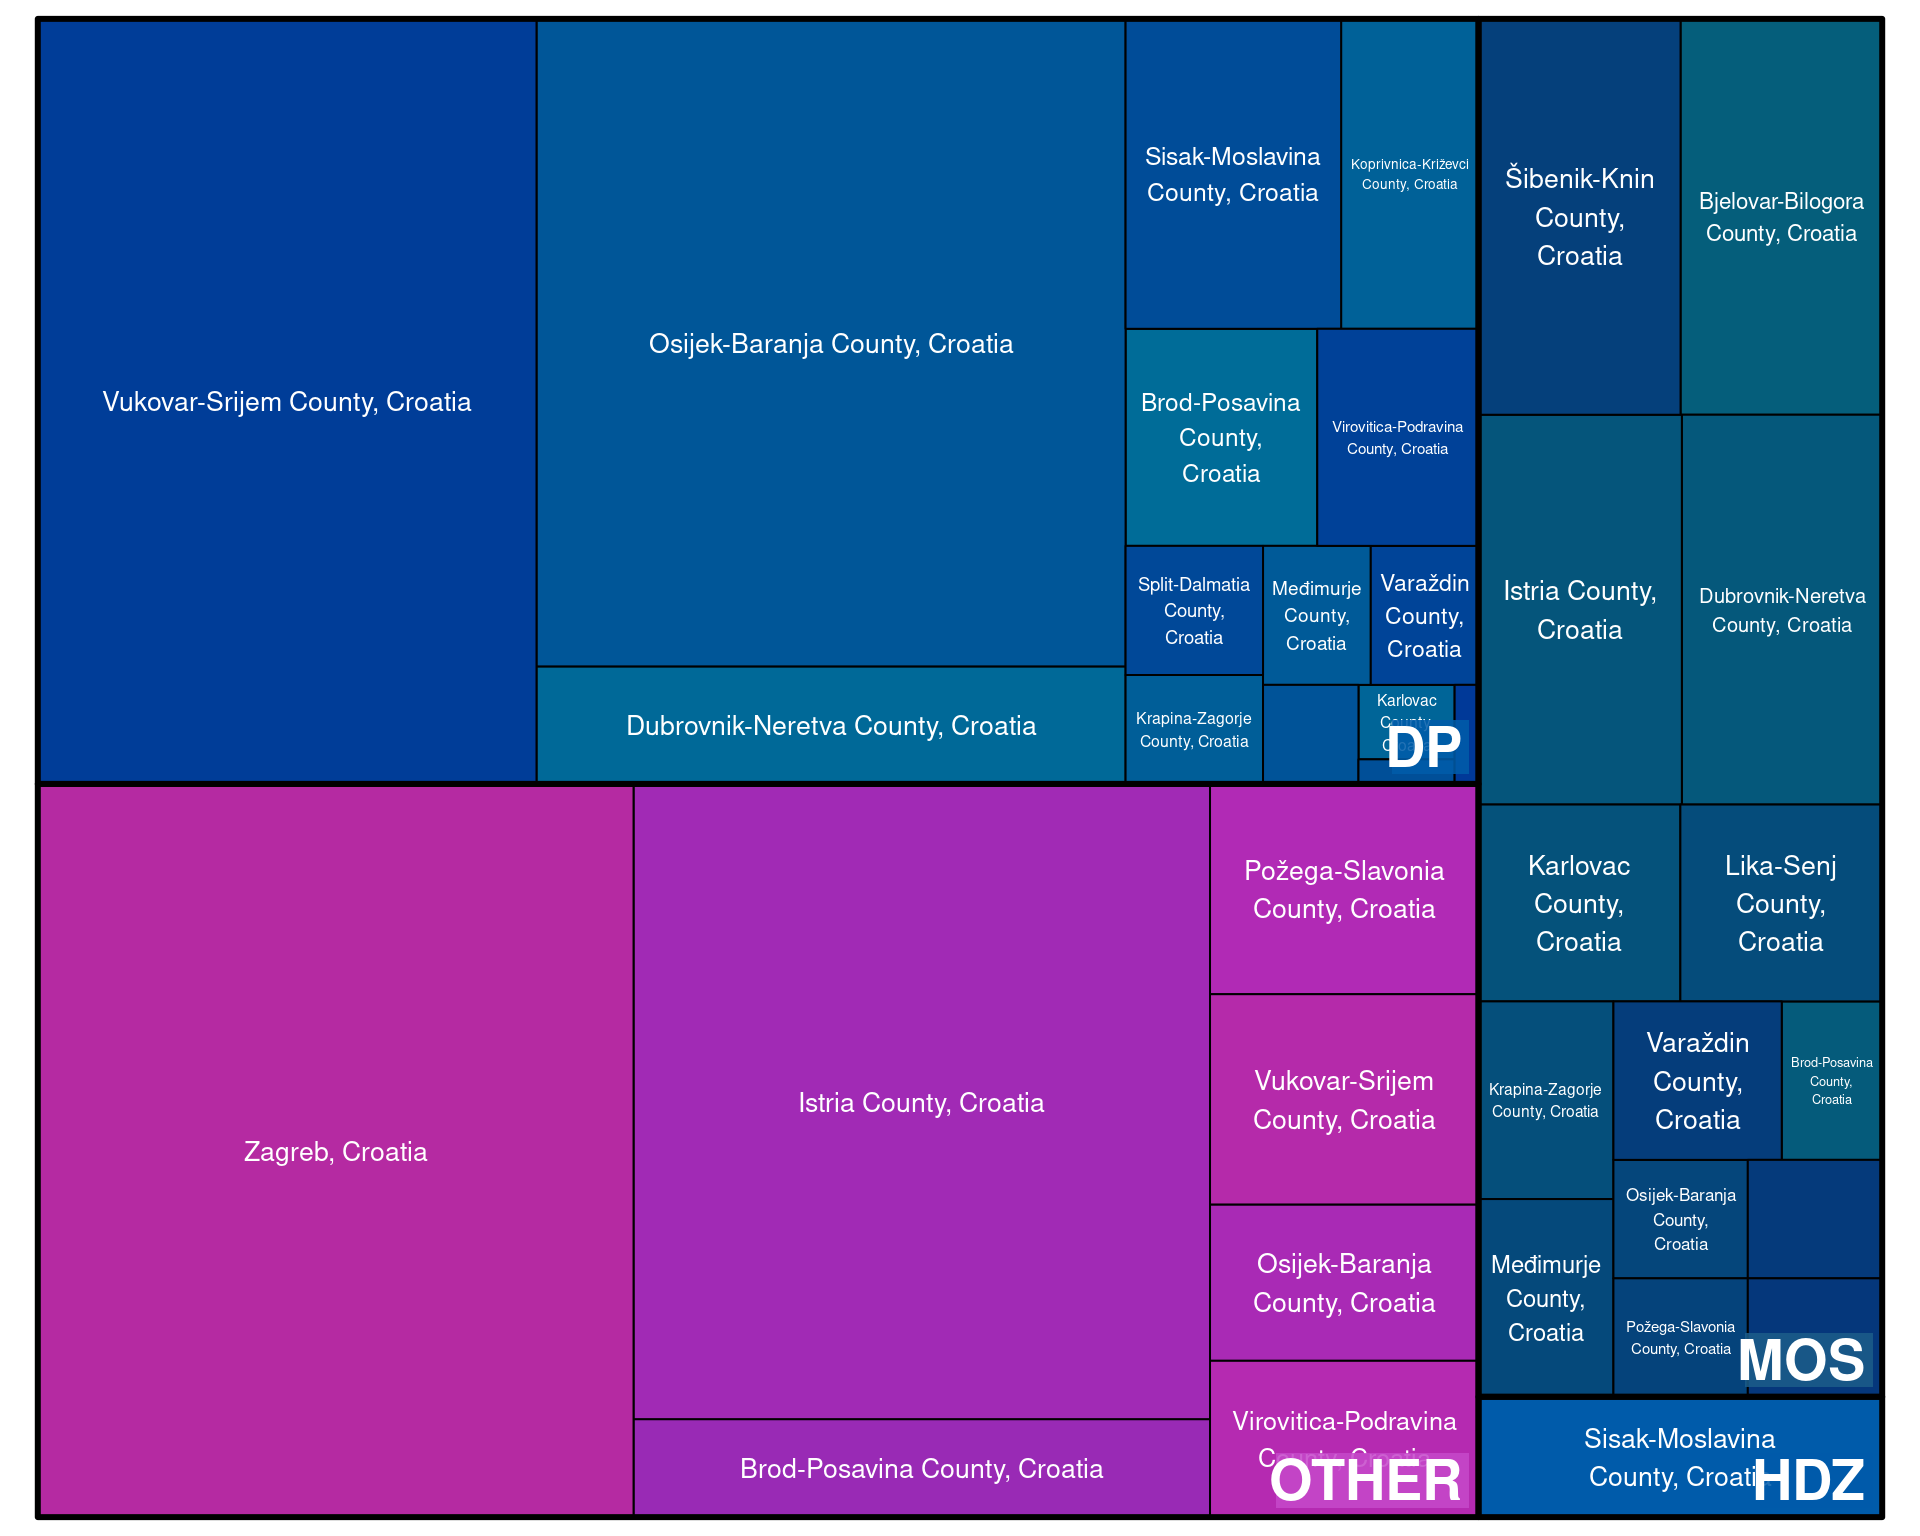 Vukovar-Srijem County, Croatia
Osijek-Baranja County, Croatia
Dubrovnik-Neretva County, Croatia
Sisak-Moslavina
County, Croatia
Koprivnica-Križevci
County, Croatia
Brod-Posavina
County,
Croatia
Virovitica-Podravina
County, Croatia
Split-Dalmatia
County,
Croatia
Međimurje
County,
Croatia
Varaždin
County,
Croatia
Krapina-Zagorje
County, Croatia
Karlovac
County
DP
Zagreb, Croatia
Istria County, Croatia
Brod-Posavina County, Croatia
Požega-Slavonia
County, Croatia
Vukovar-Srijem
County, Croatia
Osijek-Baranja
County, Croatia
Virovitica-Podravina
County, Croatia
OTHER
Šibenik-Knin
County,
Croatia
Bjelovar-Bilogora
County, Croatia
Istria County,
Croatia
Dubrovnik-Neretva
County, Croatia
Karlovac
County,
Croatia
Lika-Senj
County,
Croatia
Krapina-Zagorje
County, Croatia
Varaždin
County,
Croatia
Brod-Posavina
County,
Croatia
Međimurje
County,
Croatia
Osijek-Baranja
County,
Croatia
Požega-Slavonia
County, Croatia
MOS
Sisak-Moslavina
County, Croatia
HDZ